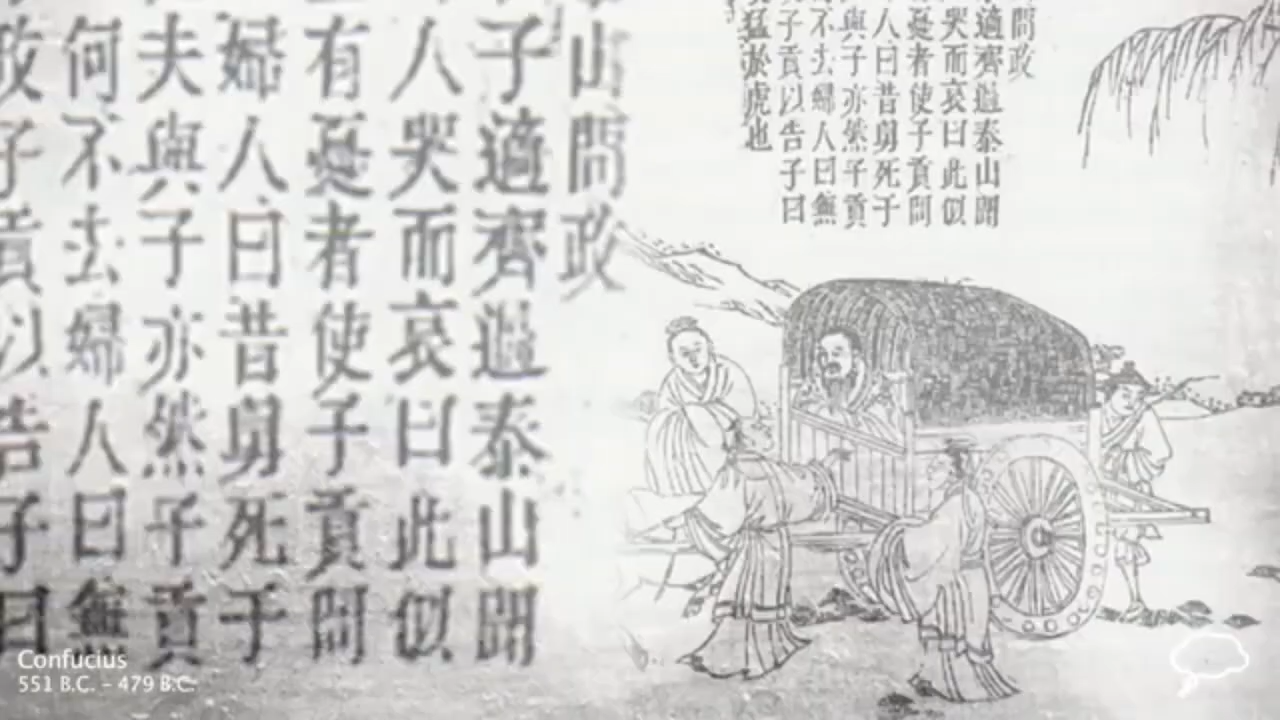 山問政
子適齊過泰山聞
人哭而哀曰此似
有憂者使子貢問
婦人曰昔舅死于
夫與子亦然子貢
何不去婦人曰無
政子貢以告子曰
問政
適齊過泰山聞
哭而哀曰此似
憂者使子貢問
人曰昔舅死于
與子亦然子貢
不去婦人曰無
子貢以告子曰
猛於虎也
Confucius
551 B.C. – 479 B.C.